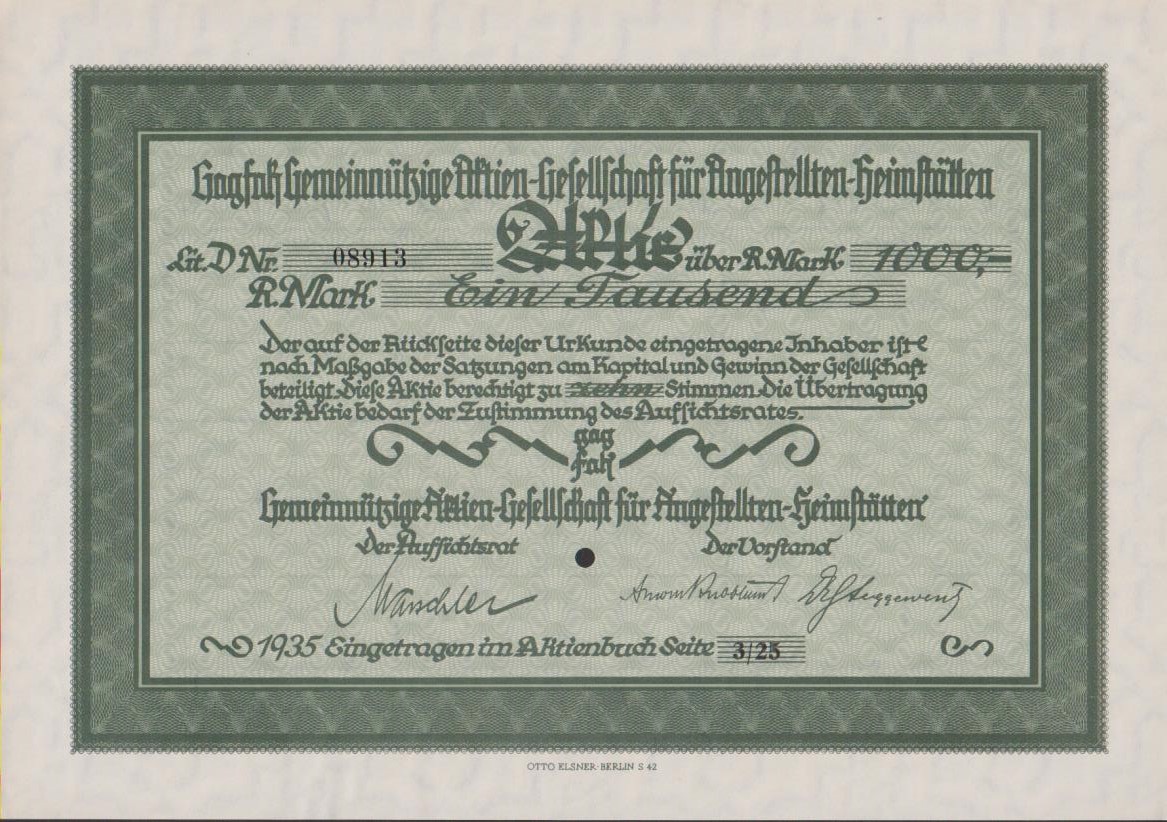 Gagfah Gemeinnützige Aktien-Gesellschaft für Angestellten-Heimstätten
Lit. D Nr. 08913 Aktie über R.Mark 1000,-
R.Mark Ein Tausend
Der auf der Rückseite dieser Urkunde eingetragene Inhaber ist
nach Maßgabe der Satzungen am Kapital und Gewinn der Gesellschaft
beteiligt. Diese Aktie berechtigt zu zehn Stimmen. Die Übertragung
der Aktie bedarf der Zustimmung des Aufsichtsrates.
gag
fah
Gemeinnützige Aktien-Gesellschaft für Angestellten-Heimstätten
Der Aufsichtsrat Der Vorstand
1935 Eingetragen im Aktienbuch Seite 3/25
OTTO ELSNER·BERLIN S 42